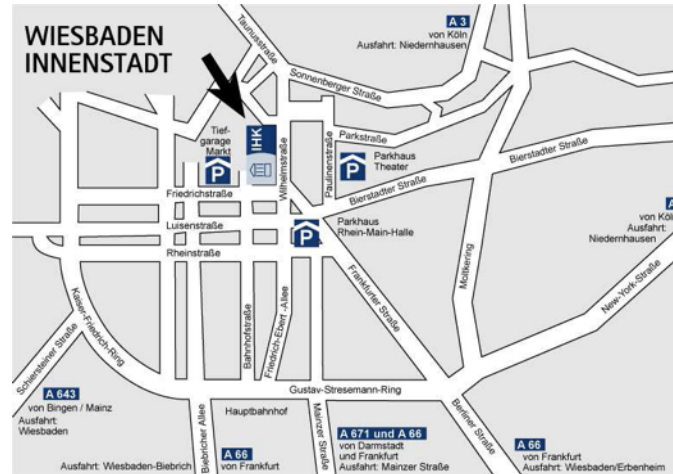 WIESBADEN
INNENSTADT
Taunusstraße
A 3
von Köln
Ausfahrt: Niedernhausen
Sonnenberger Straße
Tief-
garage
Markt
P
IHK
Wilhelmstraße
Parkstraße
Paulinenstraße
P
Parkhaus
Theater
Bierstadter Straße
Bierstadter Straße
Friedrichstraße
Luisenstraße
Rheinstraße
P
Parkhaus
Rhein-Main-Halle
A
von Köln
Ausfahrt:
Niedernhausen
Moltkering
New-York-Straße
Frankfurter Straße
Kaiser-Friedrich-Ring
Schiersteiner Straße
Bahnhofstraße
Friedrich-Ebert-Allee
Gustav-Stresemann-Ring
A 643
von Bingen / Mainz
Ausfahrt:
Wiesbaden
Hauptbahnhof
Biebricher Allee
Mainzer Straße
Berliner Straße
A 66
von Frankfurt
Ausfahrt: Wiesbaden-Biebrich
A 671 und A 66
von Darmstadt
und Frankfurt
Ausfahrt: Mainzer Straße
A 66
von Frankfurt
Ausfahrt: Wiesbaden/Erbenheim